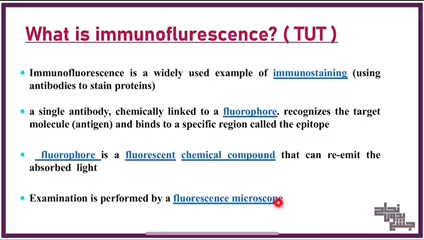 What is immunoflurescence? ( TUT )
Immunofluorescence is a widely used example of immunostaining (using
antibodies to stain proteins)
a single antibody, chemically linked to a fluorophore. recognizes the target
molecule (antigen) and binds to a specific region called the epitope
fluorophore is a fluorescent chemical compound that can re-emit the
absorbed light
Examination is performed by a fluorescence microscope